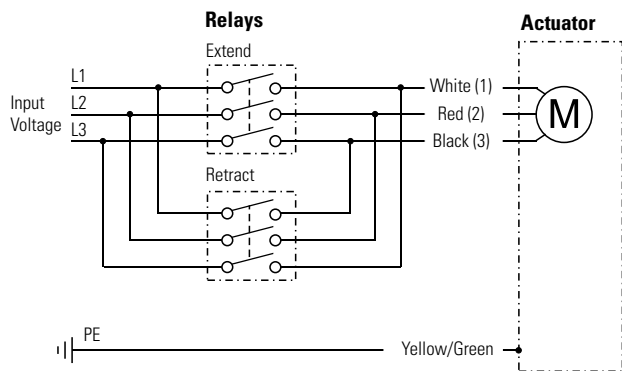 Relays
Actuator
Extend
L1
White (1)
Input
Voltage
L2
Red (2)
M
L3
Black (3)
Retract
PE
Yellow/Green